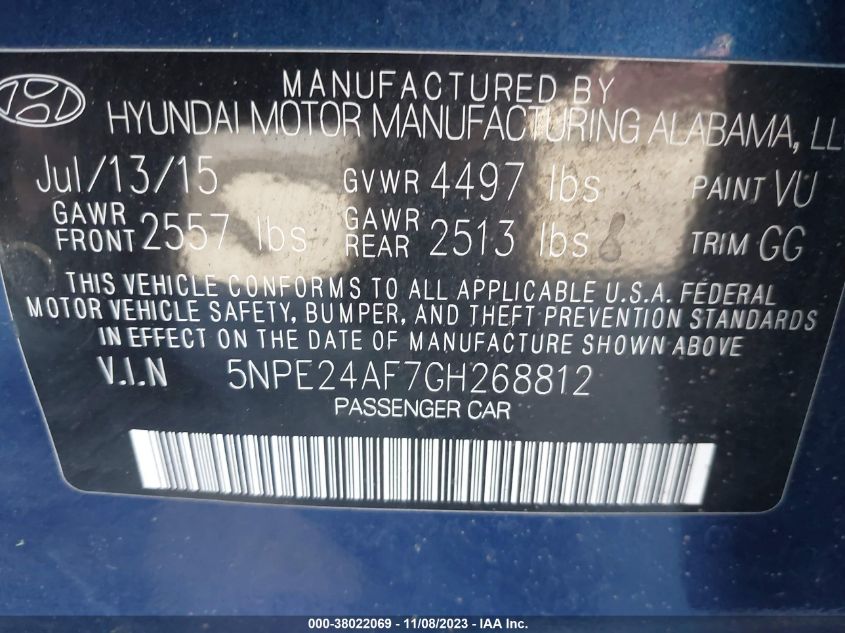 MANUFACTURED BY
HYUNDAI MOTOR MANUFACTURING ALABAMA, LL
Jul/13/15 GVWR 4497 lbs PAINT VU
GAWR FRONT 2557 lbs GAWR REAR 2513 lbs TRIM GG
THIS VEHICLE CONFORMS TO ALL APPLICABLE U.S.A. FEDERAL
MOTOR VEHICLE SAFETY, BUMPER, AND THEFT PREVENTION STANDARDS
IN EFFECT ON THE DATE OF MANUFACTURE SHOWN ABOVE
V.I.N 5NPE24AF7GH268812
PASSENGER CAR
000-38022069 - 11/08/2023 - IAA Inc.